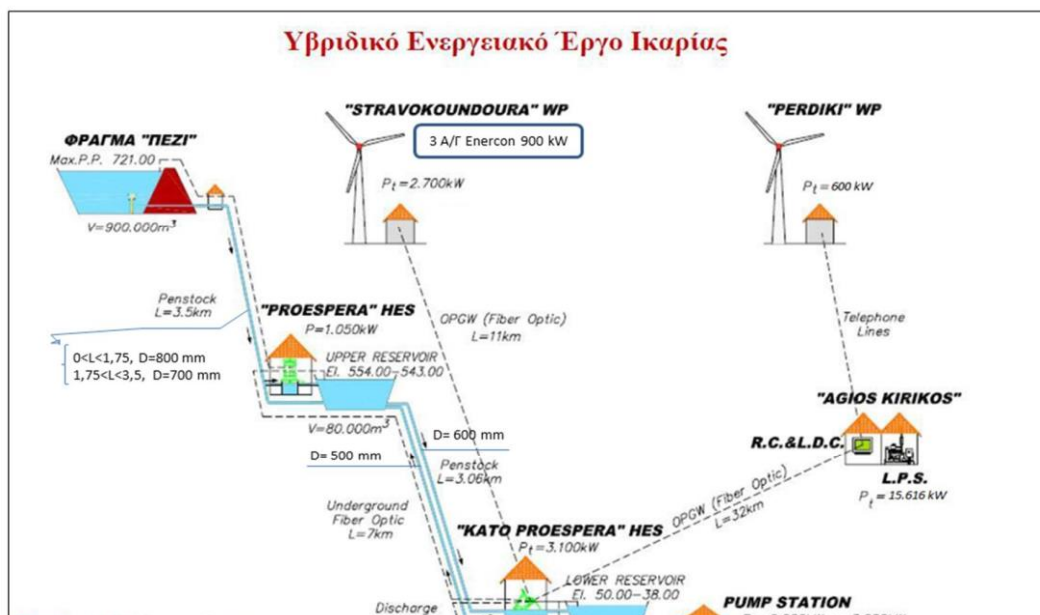 Υβριδικό Ενεργειακό Έργο Ικαρίας
"STRAVOKOUNDOURA" WP
3 Α/Γ Enercon 900 kW
Pt=2.700kW
"PERDIKI" WP
Pt=600 kW
ΦΡΑΓΜΑ "ΠΕΖΙ"
Max.P.P. 721.00
V=900.000m³
Penstock
L=3.5km
0<L<1,75, D=800 mm
1,75<L<3,5, D=700 mm
"PROESPERA" HES
P=1.050kW
UPPER RESERVOIR
El. 554.00-543.00
V=80.000m³
OPGW (Fiber Optic)
L=11km
Telephone
Lines
"AGIOS KIRIKOS"
R.C.&L.D.C.
L.P.S.
Pt=15.616 kW
D= 600 mm
D= 500 mm
Penstock
L=3.06km
Underground
Fiber Optic
L=7km
OPGW (Fiber Optic)
L=32km
"KATO PROESPERA" HES
Pt=3.100kW
LOWER RESERVOIR
El. 50.00-38.00
Discharge
PUMP STATION